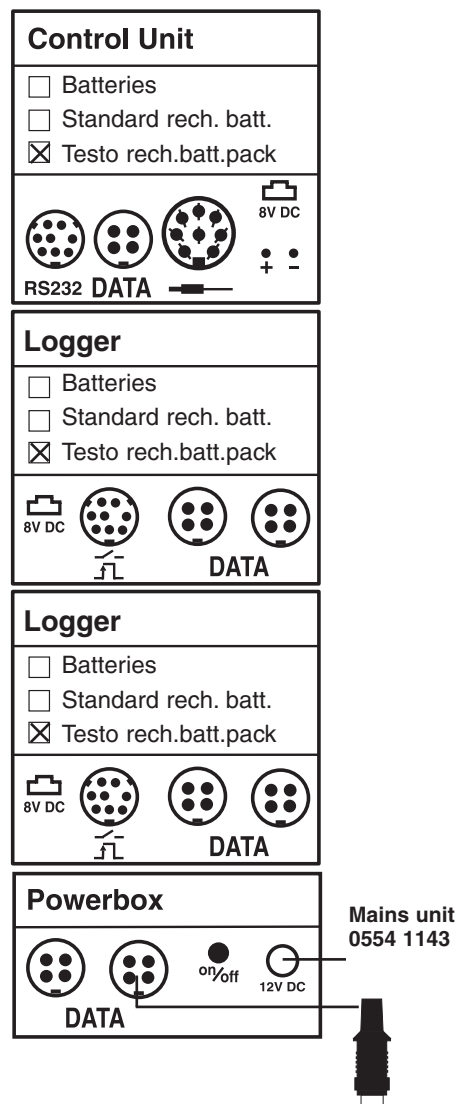 Control Unit
Batteries
Standard rech. batt.
Testo rech.batt.pack
8V DC
+ -
RS232 DATA
Logger
Batteries
Standard rech. batt.
Testo rech.batt.pack
8V DC
DATA
Logger
Batteries
Standard rech. batt.
Testo rech.batt.pack
8V DC
DATA
Powerbox
Mains unit
0554 1143
on/off
12V DC
DATA